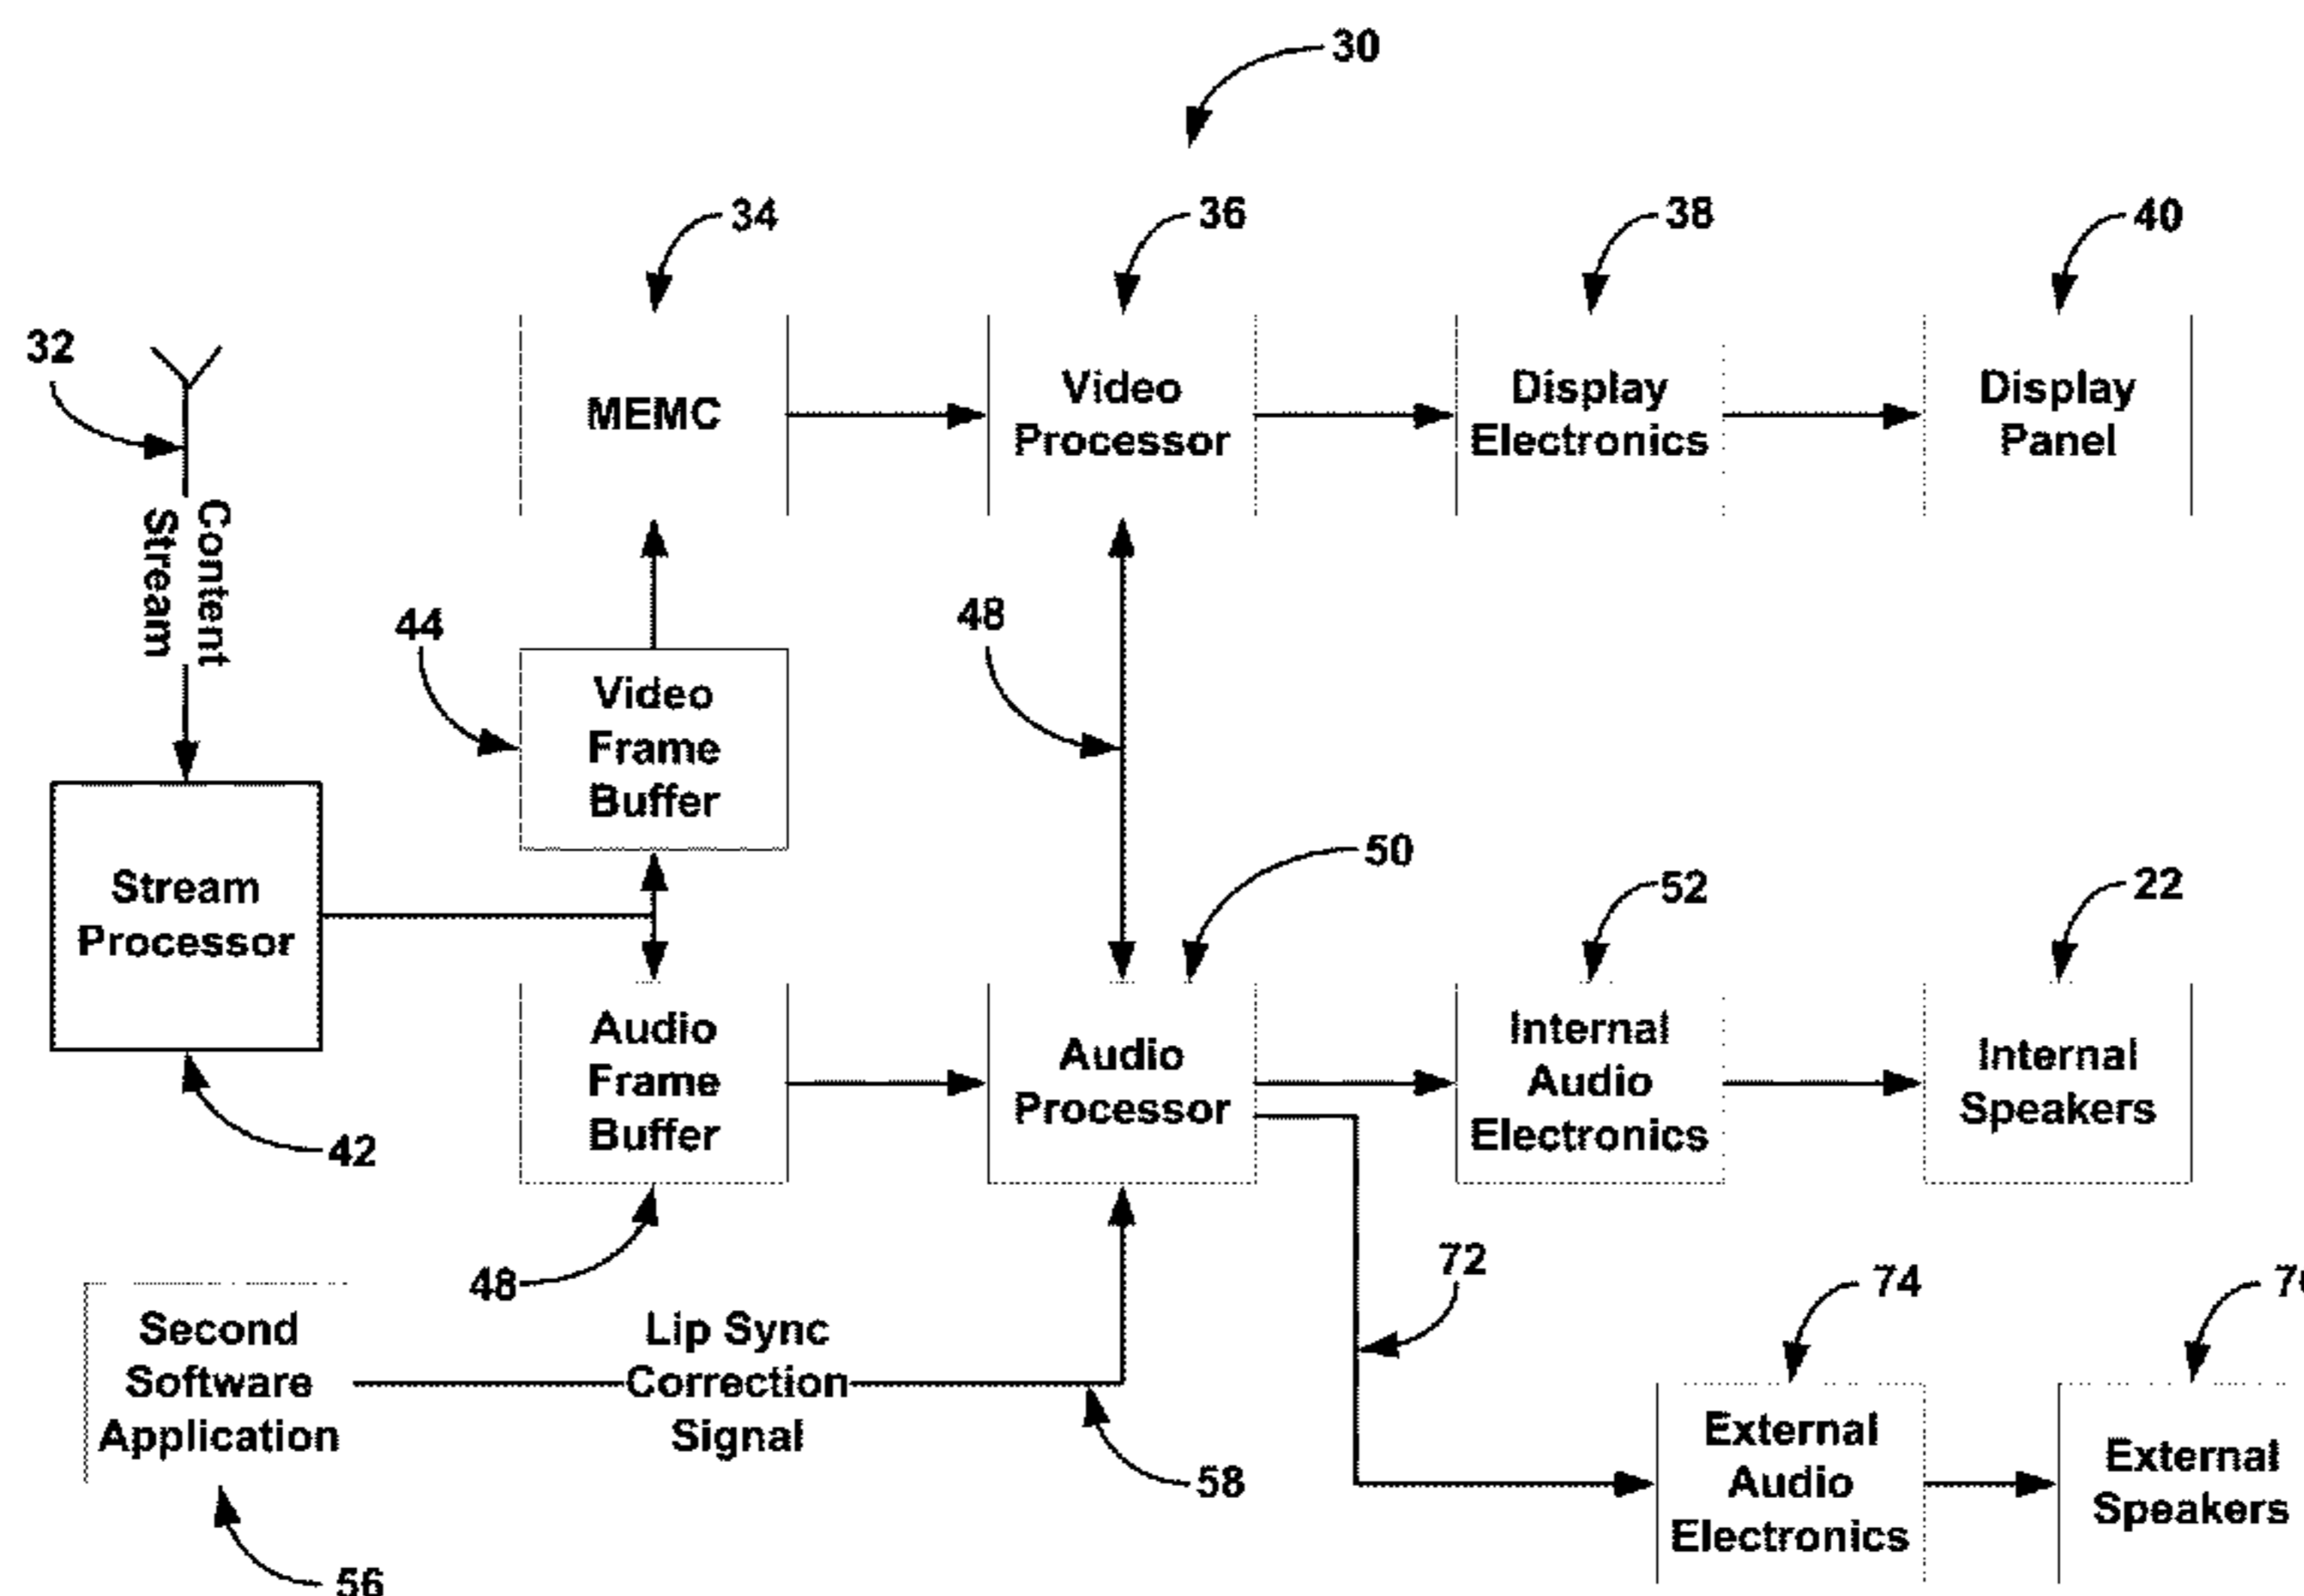 30
34
36
38
40
32
MEMC
Video
Processor
Display
Electronics
Display
Panel
Content
Stream
44
48
Video
Frame
Buffer
50
52
22
Stream
Processor
Audio
Frame
Buffer
Audio
Processor
Internal
Audio
Electronics
Internal
Speakers
42
48
72
74
Second
Software
Application
Lip Sync
Correction
Signal
58
External
Audio
Electronics
External
Speakers
56